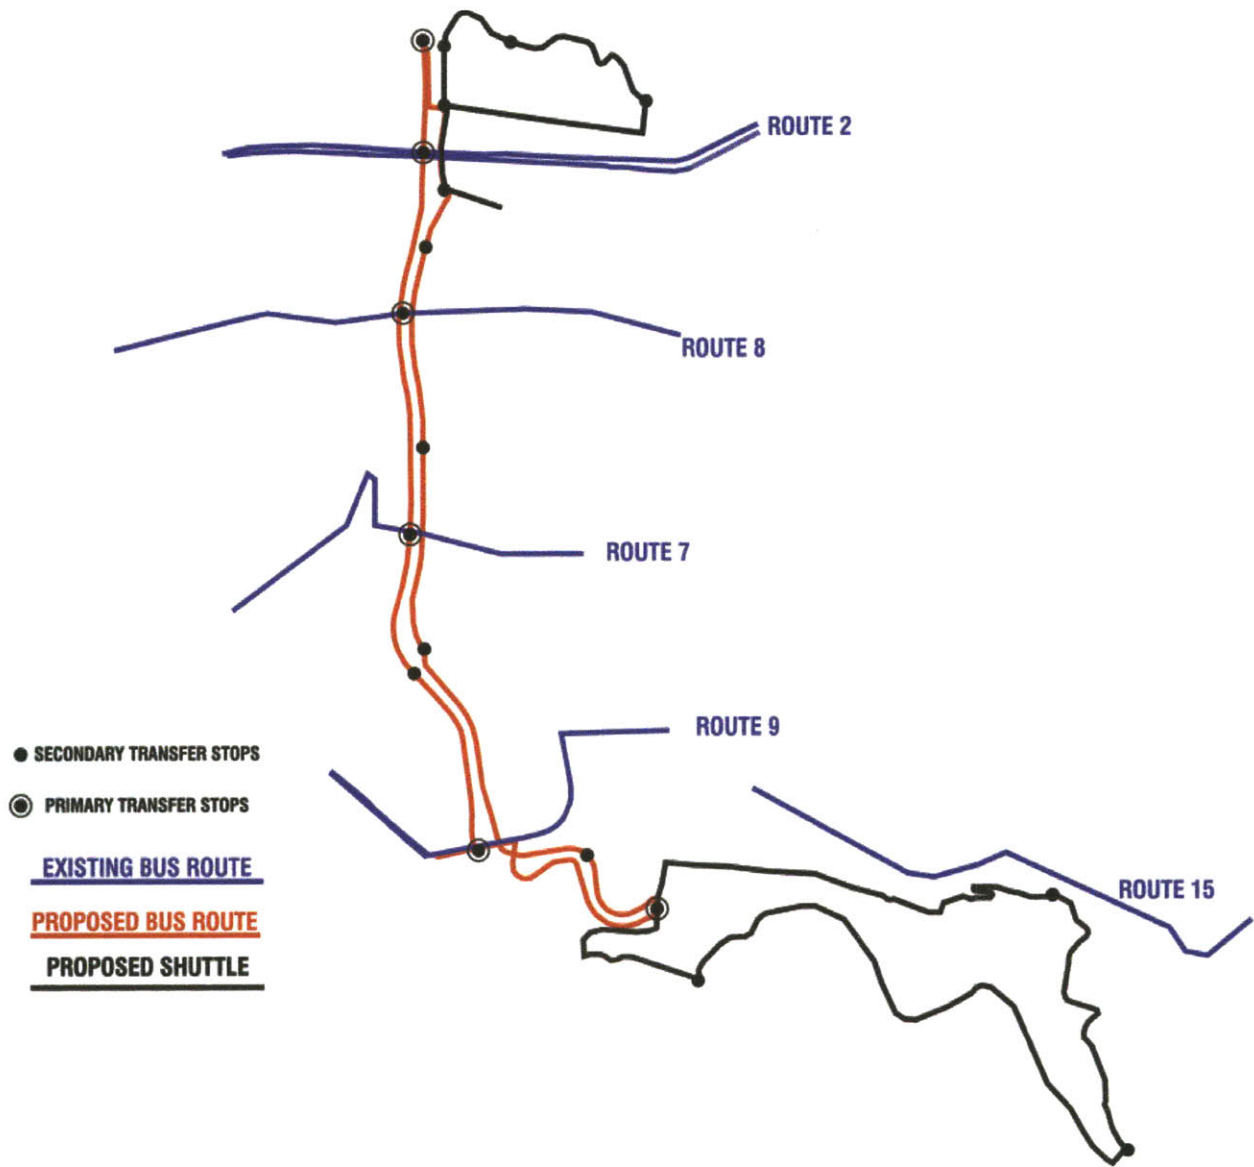 ROUTE 2
ROUTE 8
ROUTE 7
ROUTE 9
SECONDARY TRANSFER STOPS
PRIMARY TRANSFER STOPS
EXISTING BUS ROUTE
ROUTE 15
PROPOSED BUS ROUTE
PROPOSED SHUTTLE